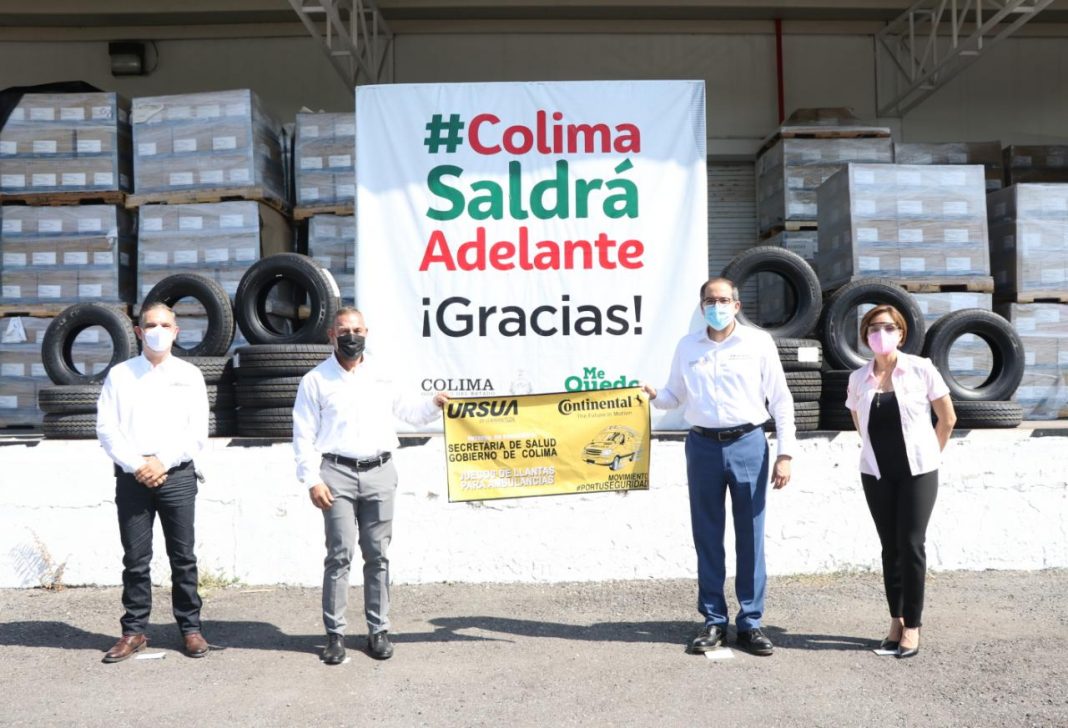 #Colima
Saldrá
Adelante
¡Gracias!
COLIMA
Me
Quedo
URSUA
Continental
The Future in Motion
SECRETARIA DE SALUD
GOBIERNO DE COLIMA
JUEGOS DE LLANTAS
PARA AMBULANCIAS
MOVIMIENTO
#PORTUSEGURIDAD